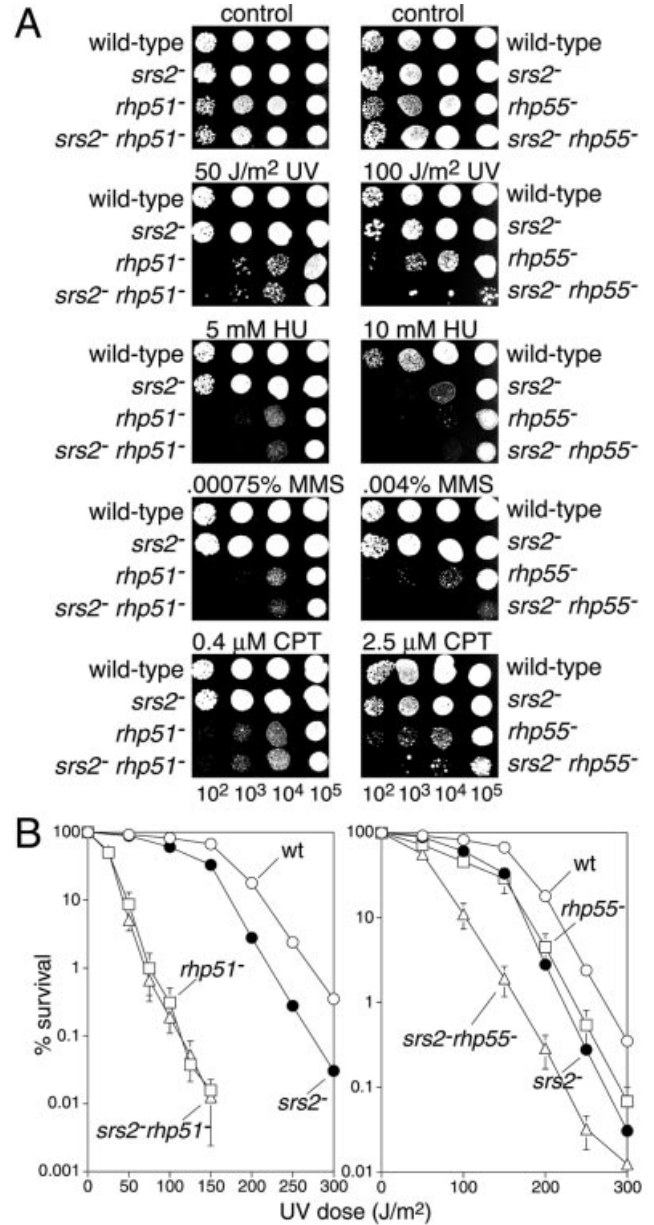 A
control control
wild-type wild-type
srs2⁻ srs2⁻
rhp51⁻ rhp55⁻
srs2⁻ rhp51⁻ srs2⁻ rhp55⁻
50 J/m² UV 100 J/m² UV
wild-type wild-type
srs2⁻ srs2⁻
rhp51⁻ rhp55⁻
srs2⁻ rhp51⁻ srs2⁻ rhp55⁻
5 mM HU 10 mM HU
wild-type wild-type
srs2⁻ srs2⁻
rhp51⁻ rhp55⁻
srs2⁻ rhp51⁻ srs2⁻ rhp55⁻
.00075% MMS .004% MMS
wild-type wild-type
srs2⁻ srs2⁻
rhp51⁻ rhp55⁻
srs2⁻ rhp51⁻ srs2⁻ rhp55⁻
0.4 μM CPT 2.5 μM CPT
wild-type wild-type
srs2⁻ srs2⁻
rhp51⁻ rhp55⁻
srs2⁻ rhp51⁻ srs2⁻ rhp55⁻
10² 10³ 10⁴ 10⁵ 10² 10³ 10⁴ 10⁵
B
% survival
100
10
1
0.1
0.01
0.001
wt
rhp51⁻
srs2⁻
srs2⁻rhp51⁻
0 50 100 150 200 250 300
100
10
1
0.1
0.01
wt
rhp55⁻
srs2⁻rhp55⁻
srs2⁻
0 100 200 300
UV dose (J/m²)